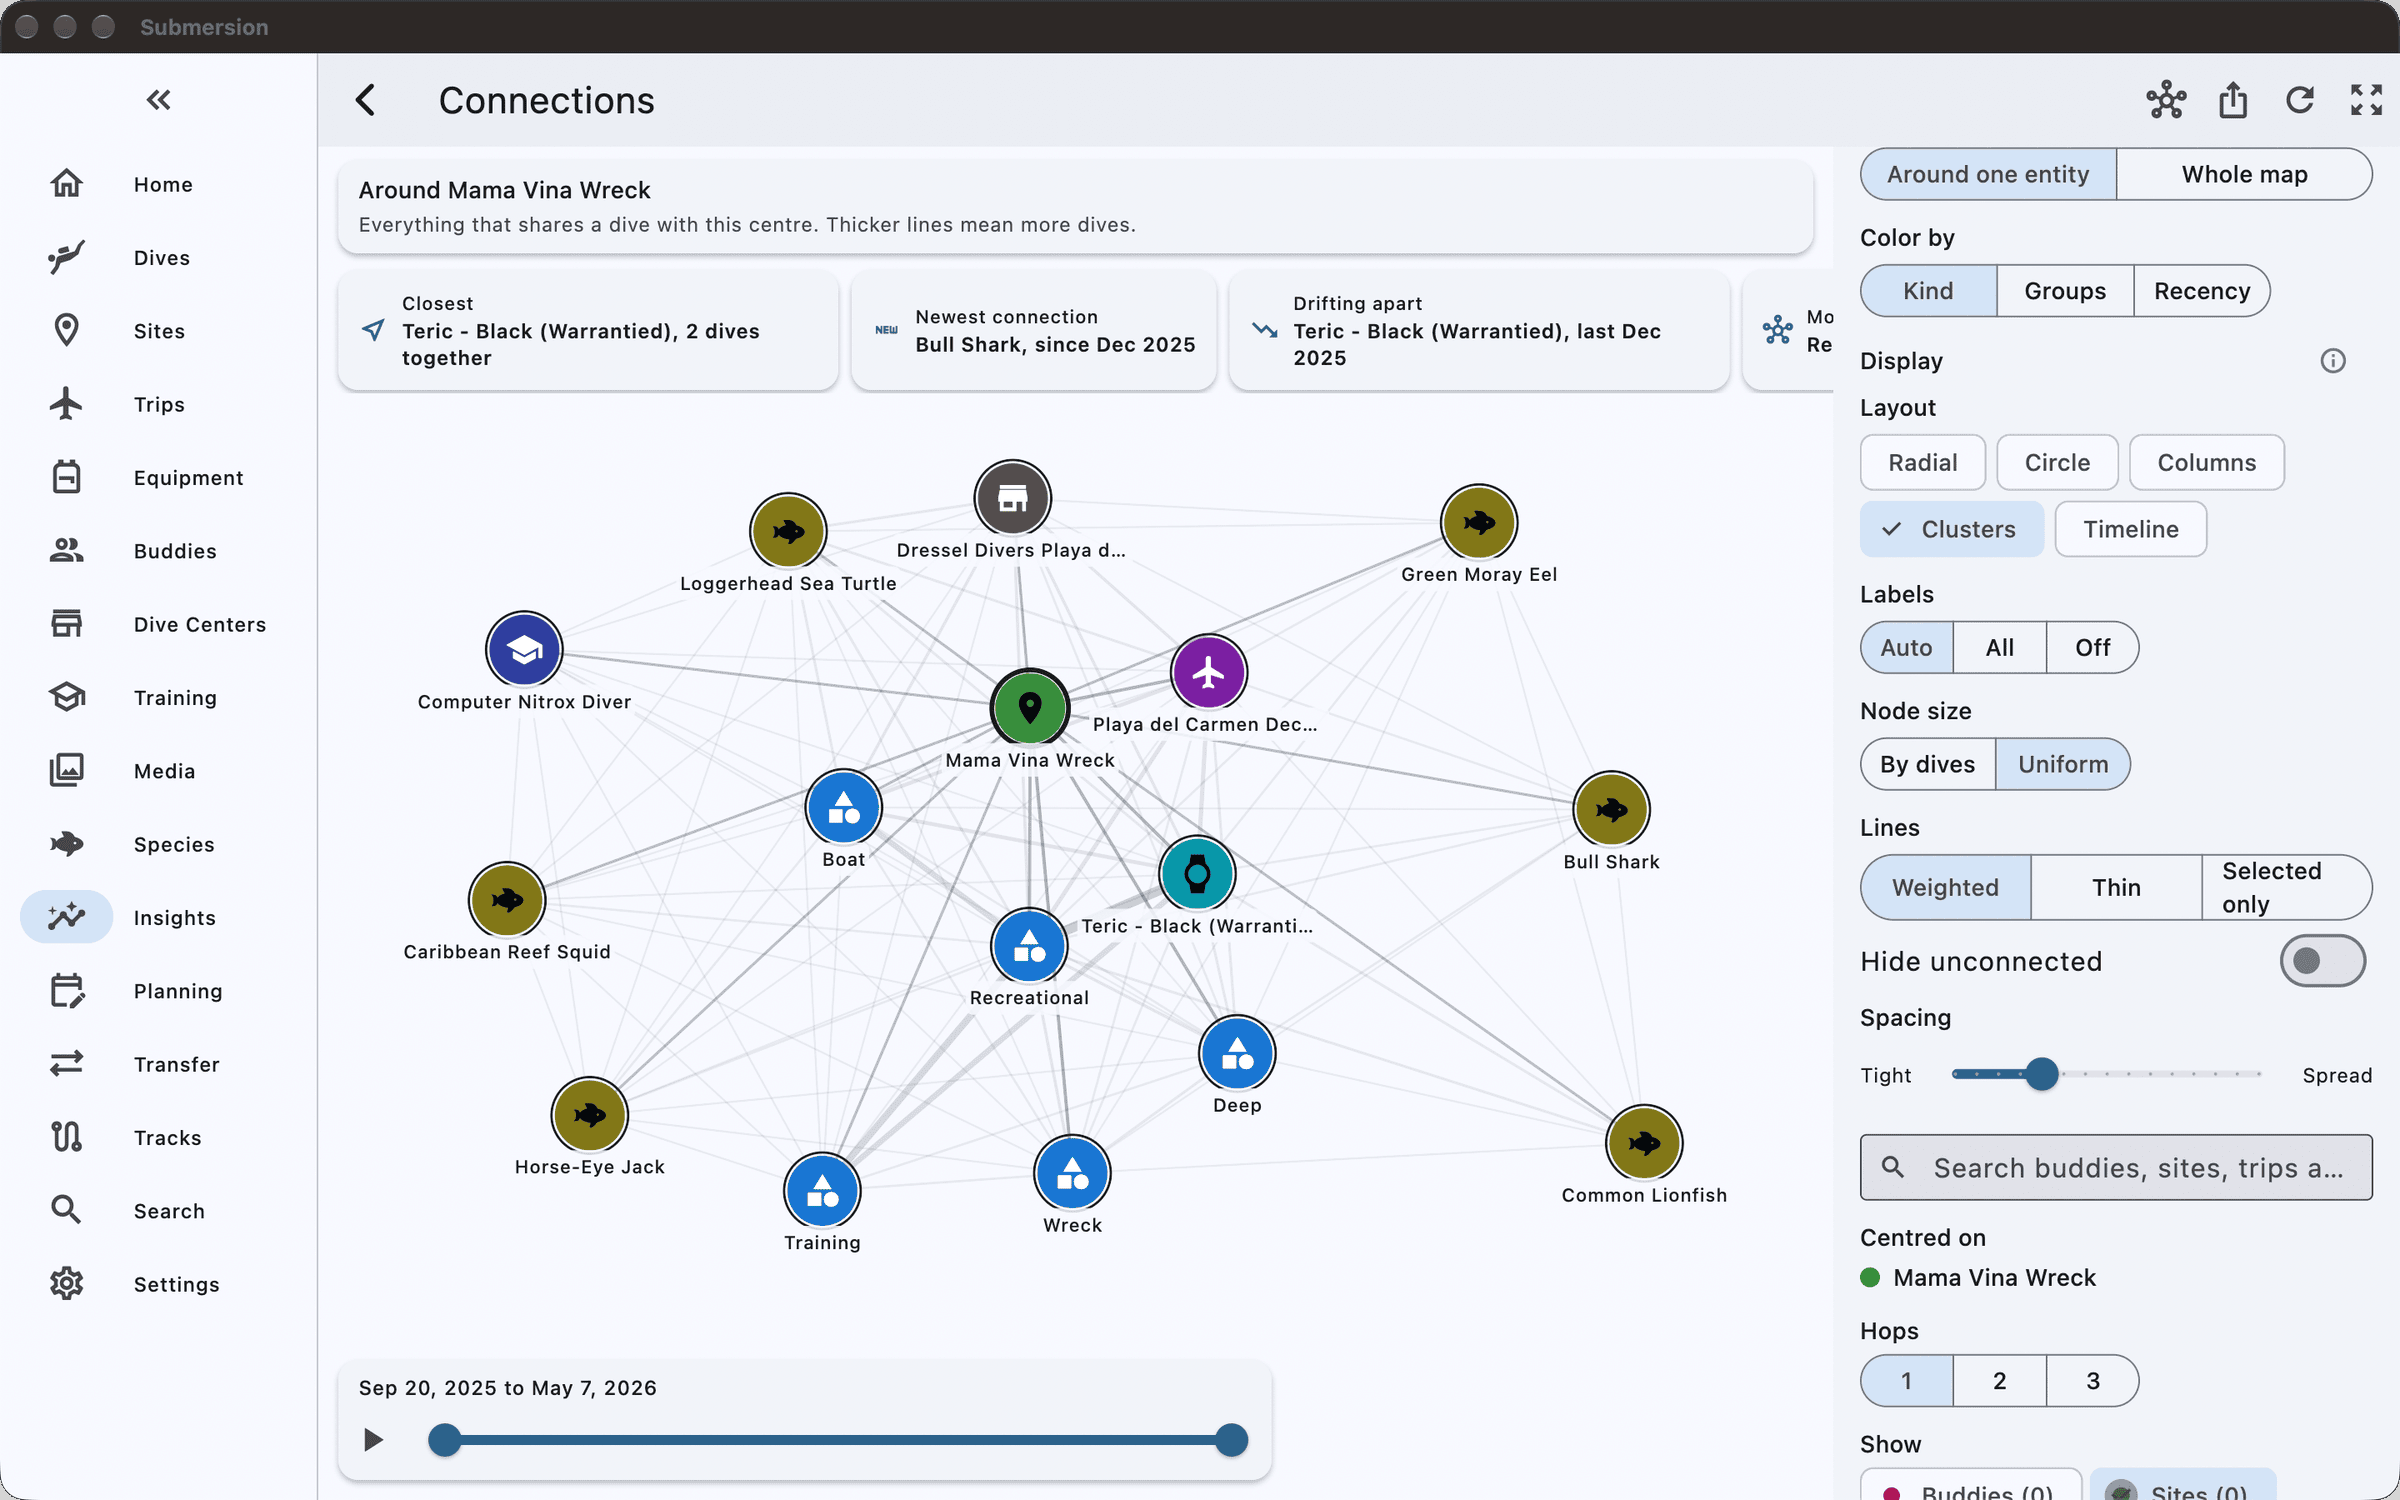 Submersion
Connections
Home
Dives
Sites
Trips
Equipment
Buddies
Dive Centers
Training
Media
Species
Insights
Planning
Transfer
Tracks
Search
Settings
Around Mama Vina Wreck
Everything that shares a dive with this centre. Thicker lines mean more dives.
Closest
Teric - Black (Warrantied), 2 dives
together
NEW
Newest connection
Bull Shark, since Dec 2025
Drifting apart
Teric - Black (Warrantied), last Dec
2025
Mo
Re
Dressel Divers Playa d...
Loggerhead Sea Turtle
Green Moray Eel
Computer Nitrox Diver
Playa del Carmen Dec...
Mama Vina Wreck
Boat
Bull Shark
Teric - Black (Warranti...
Caribbean Reef Squid
Recreational
Deep
Horse-Eye Jack
Common Lionfish
Wreck
Training
Sep 20, 2025 to May 7, 2026
Around one entity
Whole map
Color by
Kind
Groups
Recency
Display
Layout
Radial
Circle
Columns
Clusters
Timeline
Labels
Auto
All
Off
Node size
By dives
Uniform
Lines
Weighted
Thin
Selected
only
Hide unconnected
Spacing
Tight
Spread
Search buddies, sites, trips a...
Centred on
Mama Vina Wreck
Hops
1
2
3
Show
Buddies (0)
Sites (0)